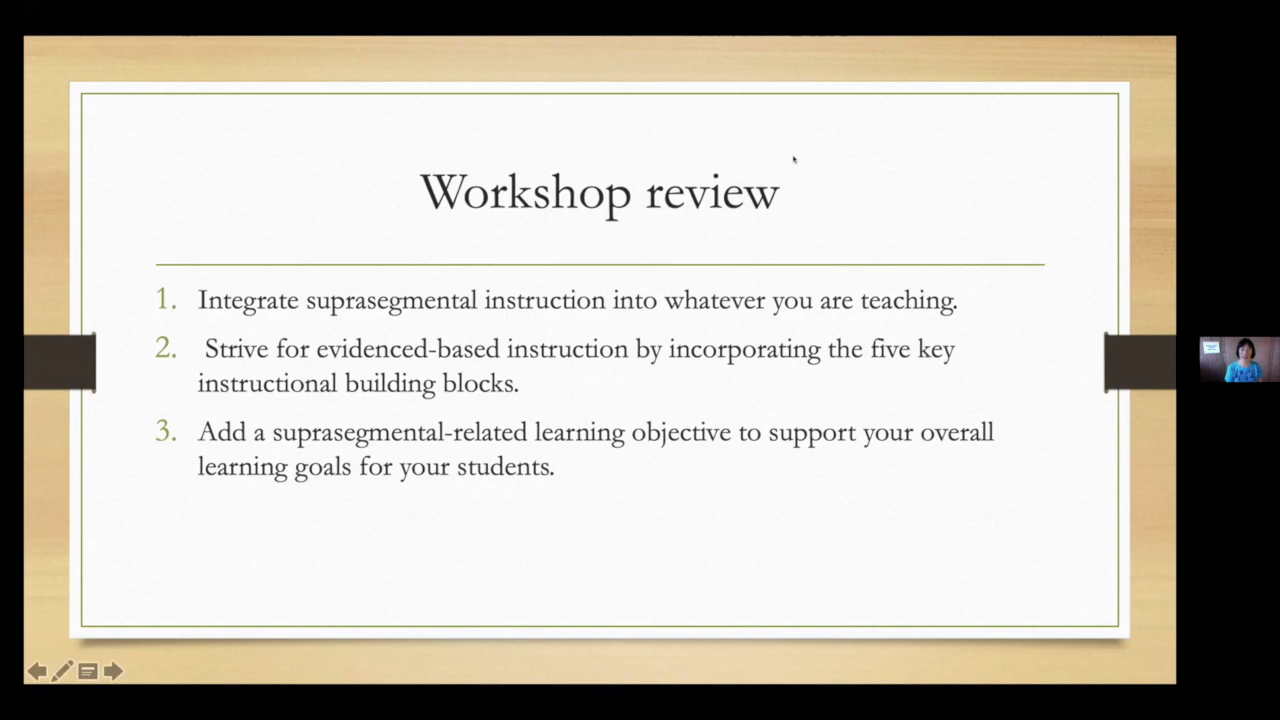 Workshop review
1. Integrate suprasegmental instruction into whatever you are teaching.
2. Strive for evidenced-based instruction by incorporating the five key
instructional building blocks.
3. Add a suprasegmental-related learning objective to support your overall
learning goals for your students.